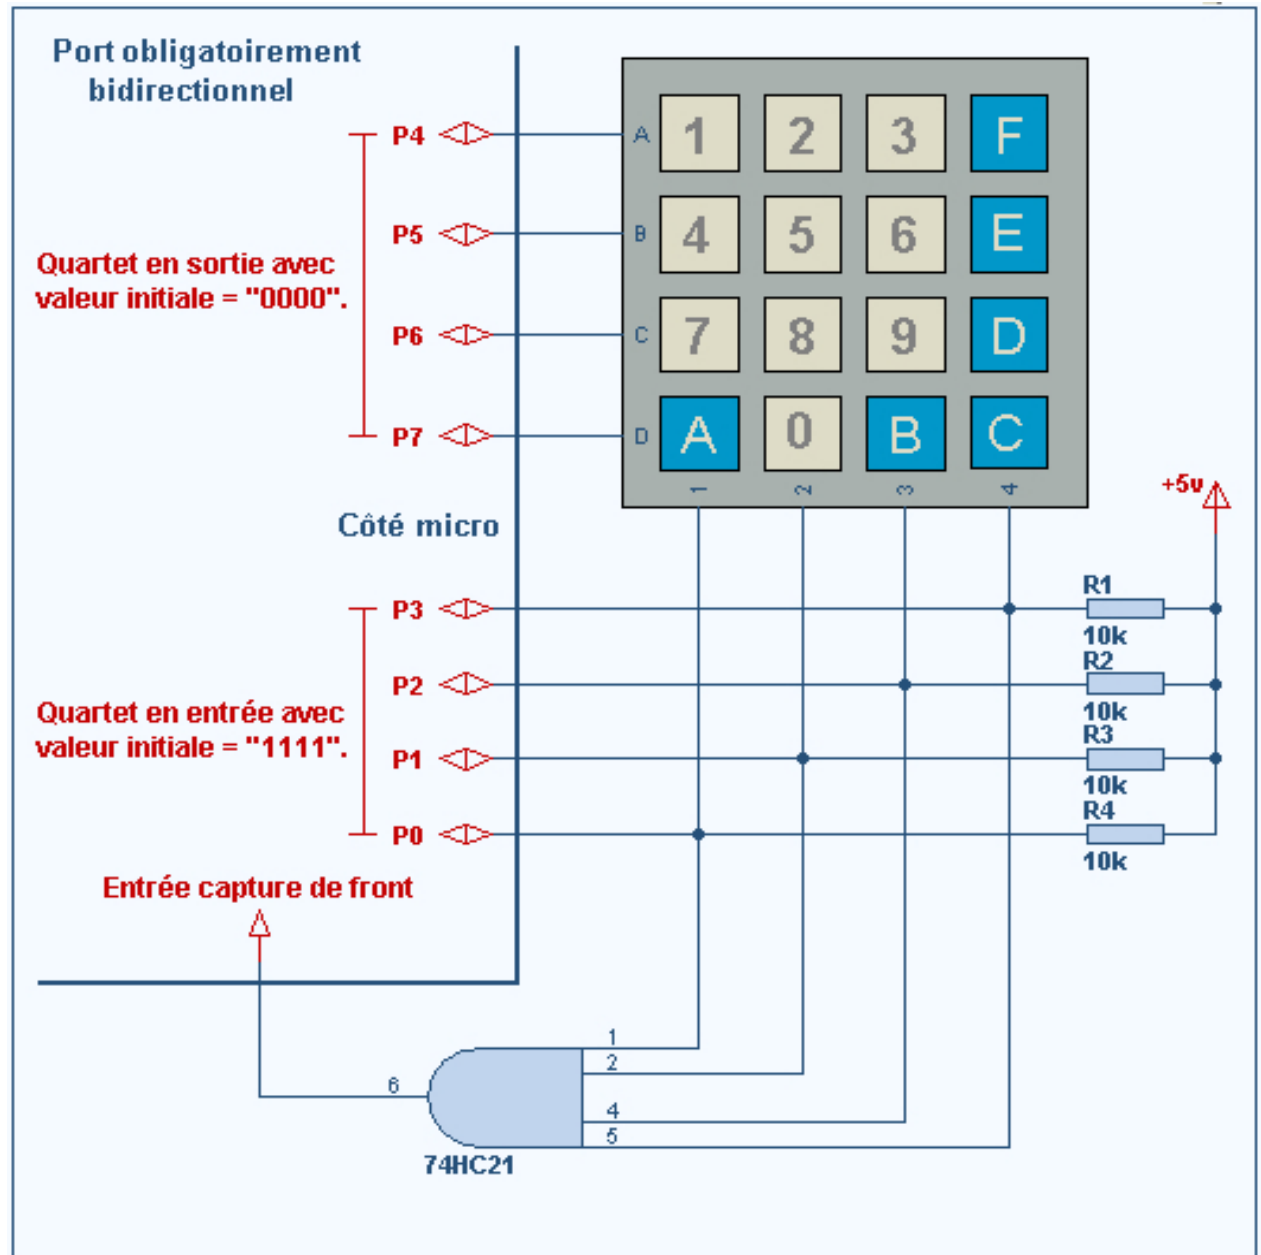 Port obligatoirement
bidirectionnel
P4
A
1 2 3 F
P5
B
4 5 6 E
Quartet en sortie avec
valeur initiale = "0000".
P6
C
7 8 9 D
P7
D
A 0 B C
1 2 3 4
+5v
Côté micro
R1
P3
10k
R2
P2
10k
Quartet en entrée avec
valeur initiale = "1111".
R3
P1
10k
R4
P0
10k
Entrée capture de front
1
2
6
4
5
74HC21